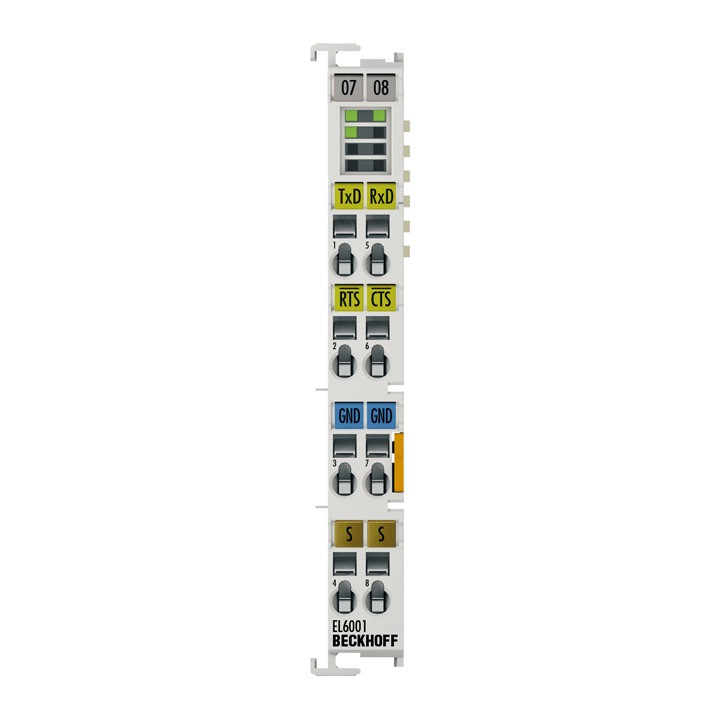 07 08
TxD RxD
1 5
RTS CTS
2 6
GND GND
3 7
S S
4 8
EL6001
BECKHOFF